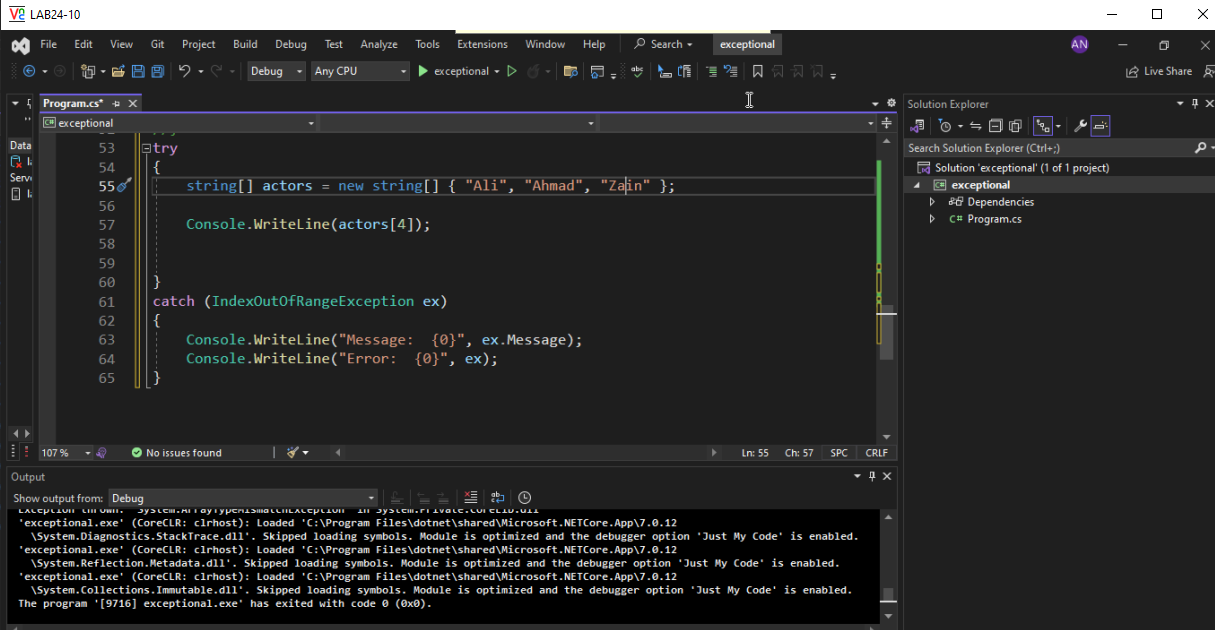 LAB24-10
File Edit View Git Project Build Debug Test Analyze Tools Extensions Window Help Search exceptional AN
Debug Any CPU exceptional Live Share
Program.cs*
exceptional
Data
Serv
53 try
54 {
55 string[] actors = new string[] { "Ali", "Ahmad", "Zain" };
56
57 Console.WriteLine(actors[4]);
58
59
60 }
61 catch (IndexOutOfRangeException ex)
62 {
63 Console.WriteLine("Message:  {0}", ex.Message);
64 Console.WriteLine("Error:  {0}", ex);
65 }
107 % No issues found Ln: 55 Ch: 57 SPC CRLF
Solution Explorer
Search Solution Explorer (Ctrl+;)
Solution 'exceptional' (1 of 1 project)
C# exceptional
Dependencies
C# Program.cs
Output
Show output from: Debug
Exception thrown: 'System.ArrayTypeMismatchException' in System.Private.CoreLib.dll
'exceptional.exe' (CoreCLR: clrhost): Loaded 'C:\Program Files\dotnet\shared\Microsoft.NETCore.App\7.0.12
\System.Diagnostics.StackTrace.dll'. Skipped loading symbols. Module is optimized and the debugger option 'Just My Code' is enabled.
'exceptional.exe' (CoreCLR: clrhost): Loaded 'C:\Program Files\dotnet\shared\Microsoft.NETCore.App\7.0.12
\System.Reflection.Metadata.dll'. Skipped loading symbols. Module is optimized and the debugger option 'Just My Code' is enabled.
'exceptional.exe' (CoreCLR: clrhost): Loaded 'C:\Program Files\dotnet\shared\Microsoft.NETCore.App\7.0.12
\System.Collections.Immutable.dll'. Skipped loading symbols. Module is optimized and the debugger option 'Just My Code' is enabled.
The program '[9716] exceptional.exe' has exited with code 0 (0x0).